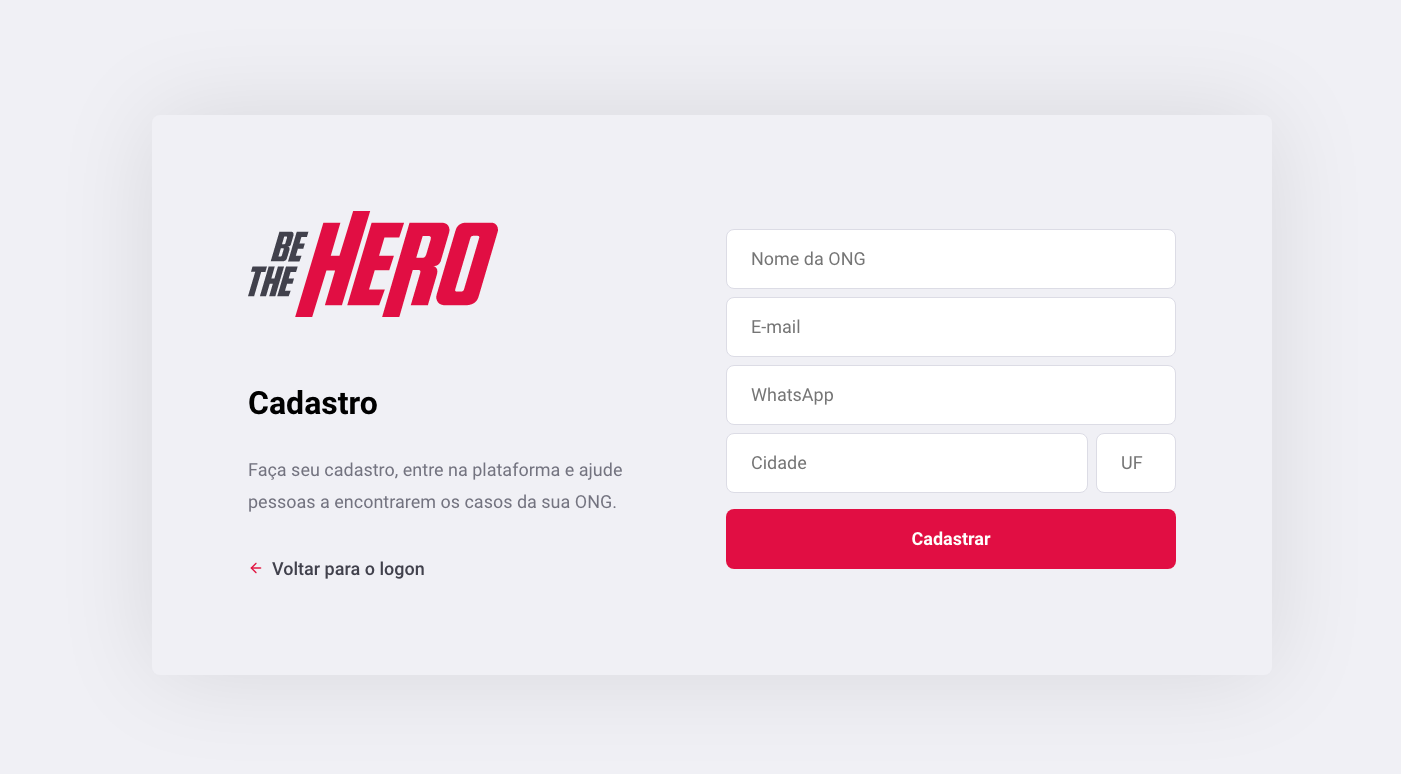 BE
THE
HERO
Cadastro
Faça seu cadastro, entre na plataforma e ajude
pessoas a encontrarem os casos da sua ONG.
Voltar para o logon
Nome da ONG
E-mail
WhatsApp
Cidade
UF
Cadastrar